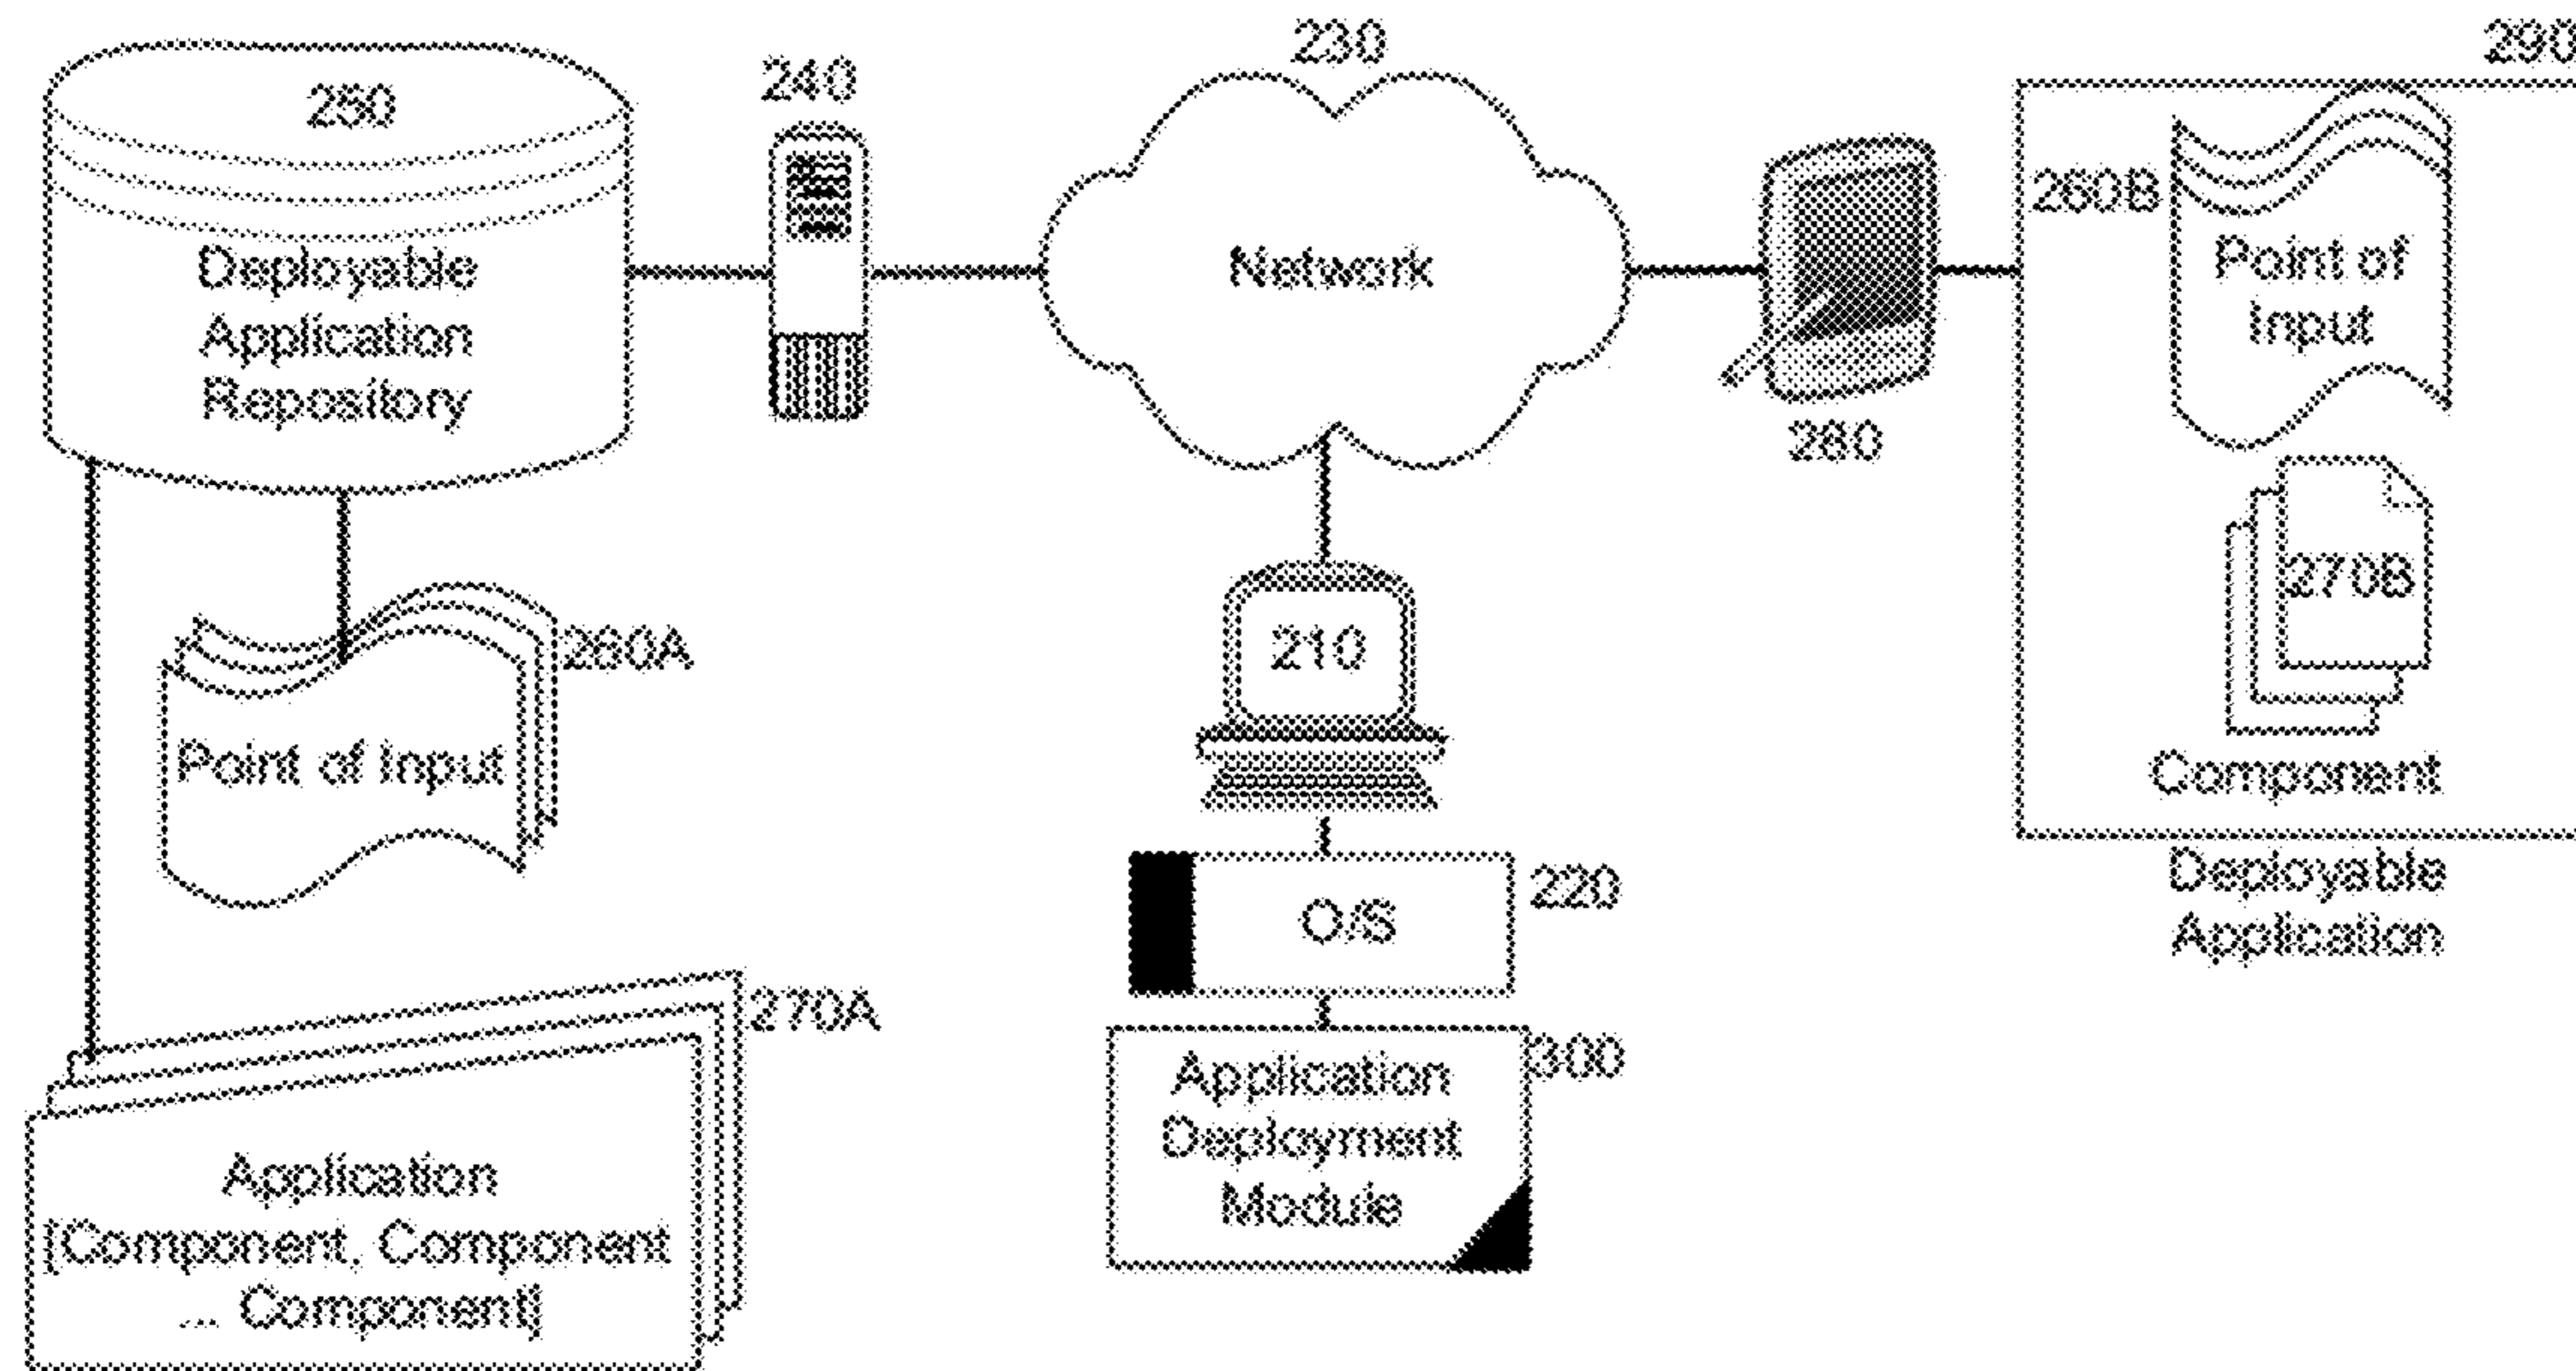 250
Deployable
Application
Repository
240
230
Network
280
290
260B
Point of
Input
270B
Component
Deployable
Application
260A
Point of Input
210
O/S
220
270A
Application
[Component, Component
... Component]
300
Application
Deployment
Module